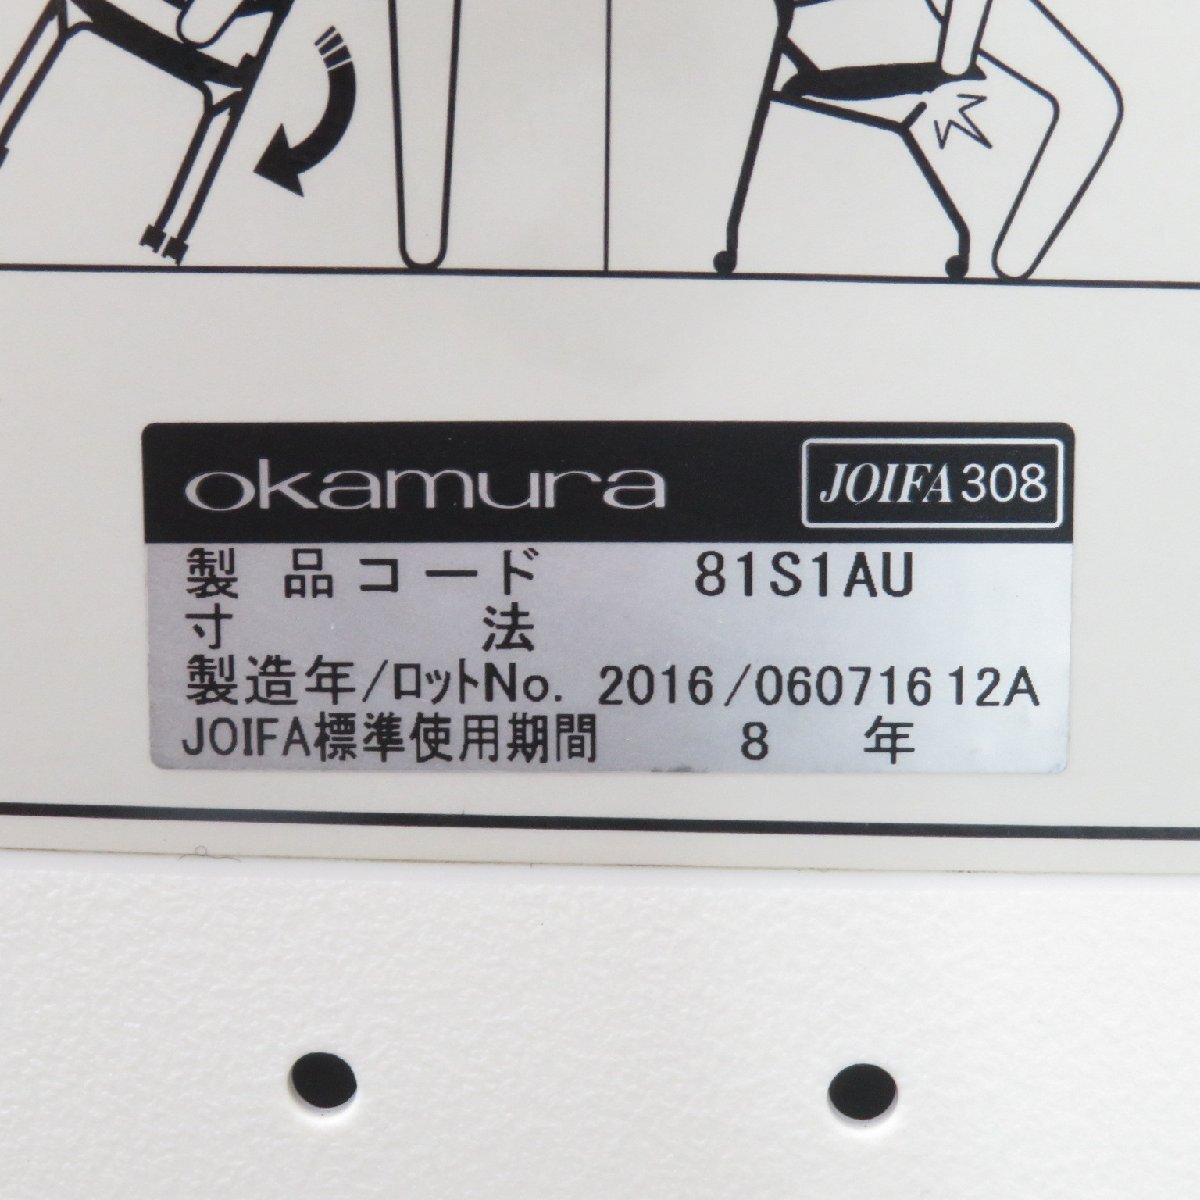 okamura JOIFA308
製品コード 81S1AU
寸法
製造年/ロットNo. 2016/06071612A
JOIFA標準使用期間 8年